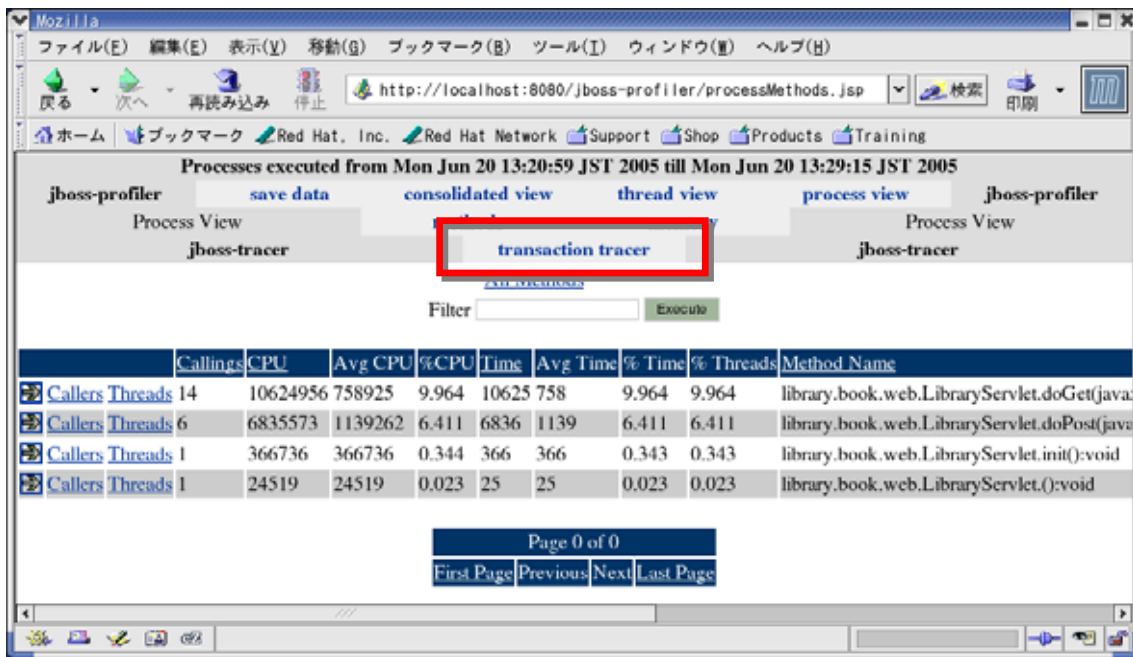 Mozilla
ファイル(F) 編集(E) 表示(V) 移動(G) ブックマーク(B) ツール(T) ウィンドウ(W) ヘルプ(H)
戻る 次へ 再読み込み 停止 http://localhost:8080/jboss-profiler/processMethods.jsp 検索 印刷
ホーム ブックマーク Red Hat, Inc. Red Hat Network Support Shop Products Training
Processes executed from Mon Jun 20 13:20:59 JST 2005 till Mon Jun 20 13:29:15 JST 2005
jboss-profiler save data consolidated view thread view process view jboss-profiler
Process View Process View
jboss-tracer transaction tracer jboss-tracer
All Methods
Filter Execute
Callings CPU Avg CPU %CPU Time Avg Time % Time % Threads Method Name
Callers Threads 14 10624956 758925 9.964 10625 758 9.964 9.964 library.book.web.LibraryServlet.doGet(java
Callers Threads 6 6835573 1139262 6.411 6836 1139 6.411 6.411 library.book.web.LibraryServlet.doPost(java
Callers Threads 1 366736 366736 0.344 366 366 0.343 0.343 library.book.web.LibraryServlet.init():void
Callers Threads 1 24519 24519 0.023 25 25 0.023 0.023 library.book.web.LibraryServlet.():void
Page 0 of 0
First Page Previous Next Last Page